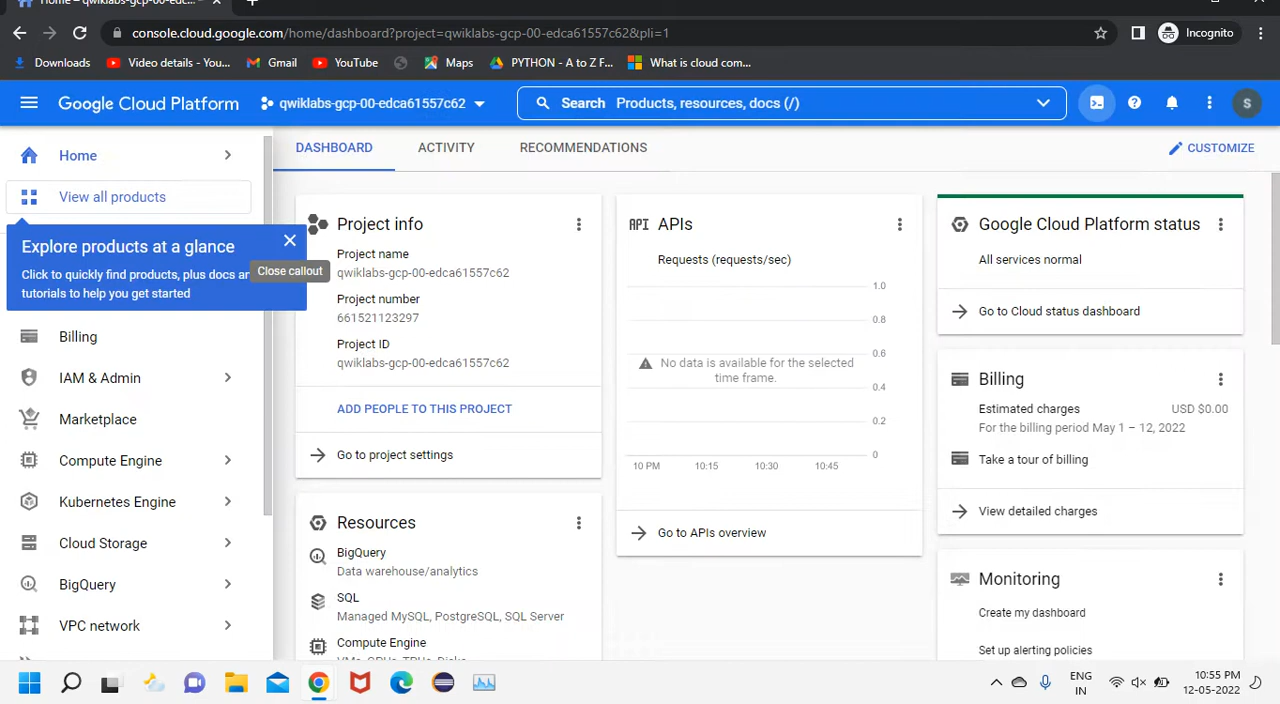 Home – qwiklabs-gcp-00-edca61557c62
console.cloud.google.com/home/dashboard?project=qwiklabs-gcp-00-edca61557c62&pli=1
Incognito
Downloads
Video details - You...
Gmail
YouTube
Maps
PYTHON - A to Z F...
What is cloud com...
Google Cloud Platform
qwiklabs-gcp-00-edca61557c62
Search Products, resources, docs (/)
S
Home
View all products
Explore products at a glance
Click to quickly find products, plus docs an
tutorials to help you get started
Close callout
Billing
IAM & Admin
Marketplace
Compute Engine
Kubernetes Engine
Cloud Storage
BigQuery
VPC network
DASHBOARD
ACTIVITY
RECOMMENDATIONS
CUSTOMIZE
Project info
Project name
qwiklabs-gcp-00-edca61557c62
Project number
661521123297
Project ID
qwiklabs-gcp-00-edca61557c62
ADD PEOPLE TO THIS PROJECT
Go to project settings
Resources
BigQuery
Data warehouse/analytics
SQL
Managed MySQL, PostgreSQL, SQL Server
Compute Engine
VMs, GPUs, TPUs, Disks
API APIs
Requests (requests/sec)
1.0
0.8
0.6
0.4
0.2
0
No data is available for the selected
time frame.
10 PM
10:15
10:30
10:45
Go to APIs overview
Google Cloud Platform status
All services normal
Go to Cloud status dashboard
Billing
Estimated charges USD $0.00
For the billing period May 1 – 12, 2022
Take a tour of billing
View detailed charges
Monitoring
Create my dashboard
Set up alerting policies
ENG
IN
10:55 PM
12-05-2022